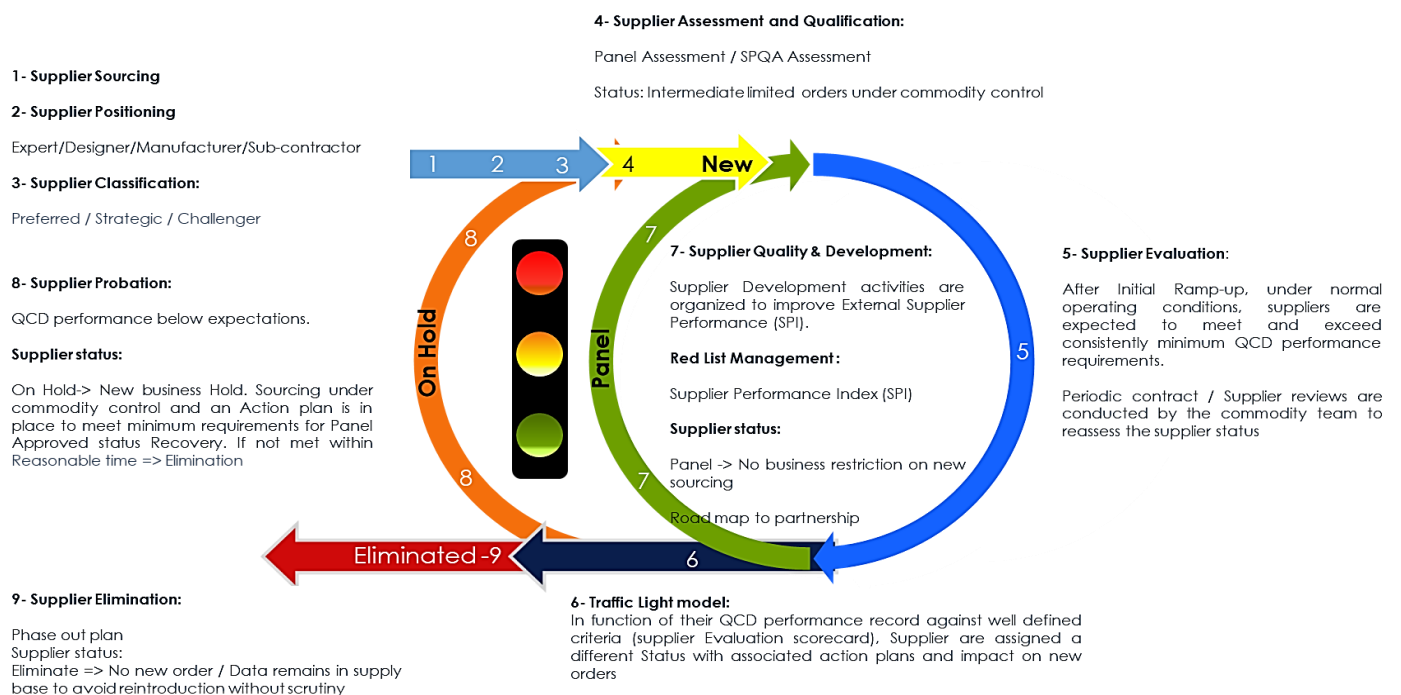 4- Supplier Assessment and Qualification:
Panel Assessment / SPQA Assessment
Status: Intermediate limited orders under commodity control
1- Supplier Sourcing
2- Supplier Positioning
Expert/Designer/Manufacturer/Sub-contractor
3- Supplier Classification:
Preferred / Strategic / Challenger
1 2 3 4 New
8
7
7- Supplier Quality & Development:
Supplier Development activities are
organized to improve External Supplier
Performance (SPI).
Red List Management:
Supplier Performance Index (SPI)
Supplier status:
Panel -> No business restriction on new
sourcing
Road map to partnership
5- Supplier Evaluation:
After Initial Ramp-up, under normal
operating conditions, suppliers are
expected to meet and exceed
consistently minimum QCD performance
requirements.
Periodic contract / Supplier reviews are
conducted by the commodity team to
reassess the supplier status
8- Supplier Probation:
QCD performance below expectations.
Supplier status:
On Hold-> New business Hold. Sourcing under
commodity control and an Action plan is in
place to meet minimum requirements for Panel
Approved status Recovery. If not met within
Reasonable time => Elimination
On Hold
Panel
5
8
7
Eliminated -9
6
9- Supplier Elimination:
Phase out plan
Supplier status:
Eliminate => No new order / Data remains in supply
base to avoid reintroduction without scrutiny
6- Traffic Light model:
In function of their QCD performance record against well defined
criteria (supplier Evaluation scorecard), Supplier are assigned a
different Status with associated action plans and impact on new
orders